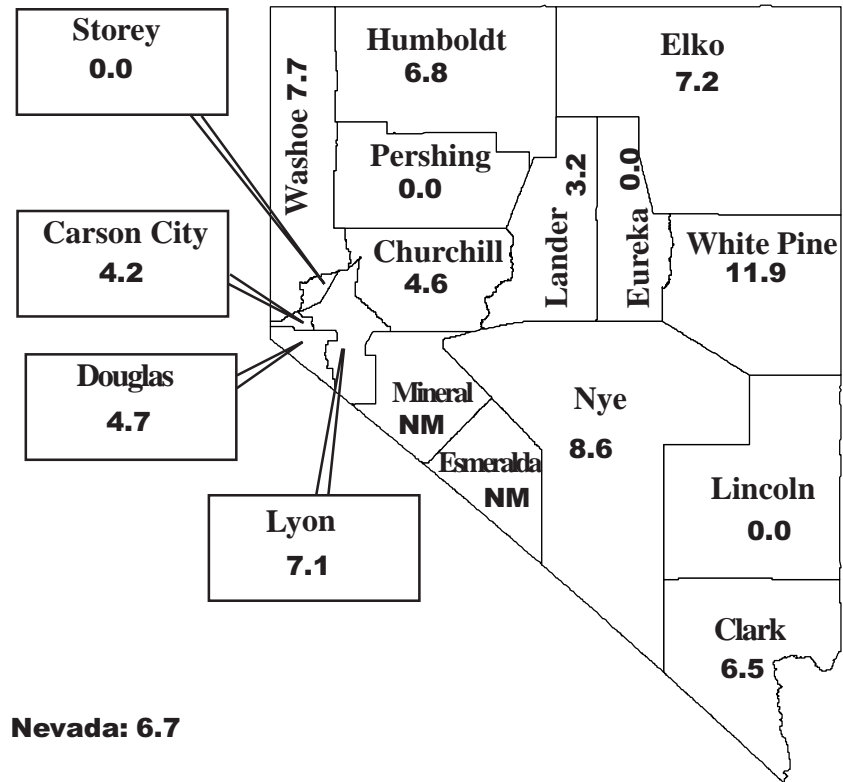 Storey
0.0
Humboldt
6.8
Elko
7.2
Washoe 7.7
Pershing
0.0
Lander 3.2
Eureka 0.0
Carson City
4.2
Churchill
4.6
White Pine
11.9
Douglas
4.7
Mineral
NM
Nye
8.6
Esmeralda
NM
Lincoln
0.0
Lyon
7.1
Clark
6.5
Nevada: 6.7